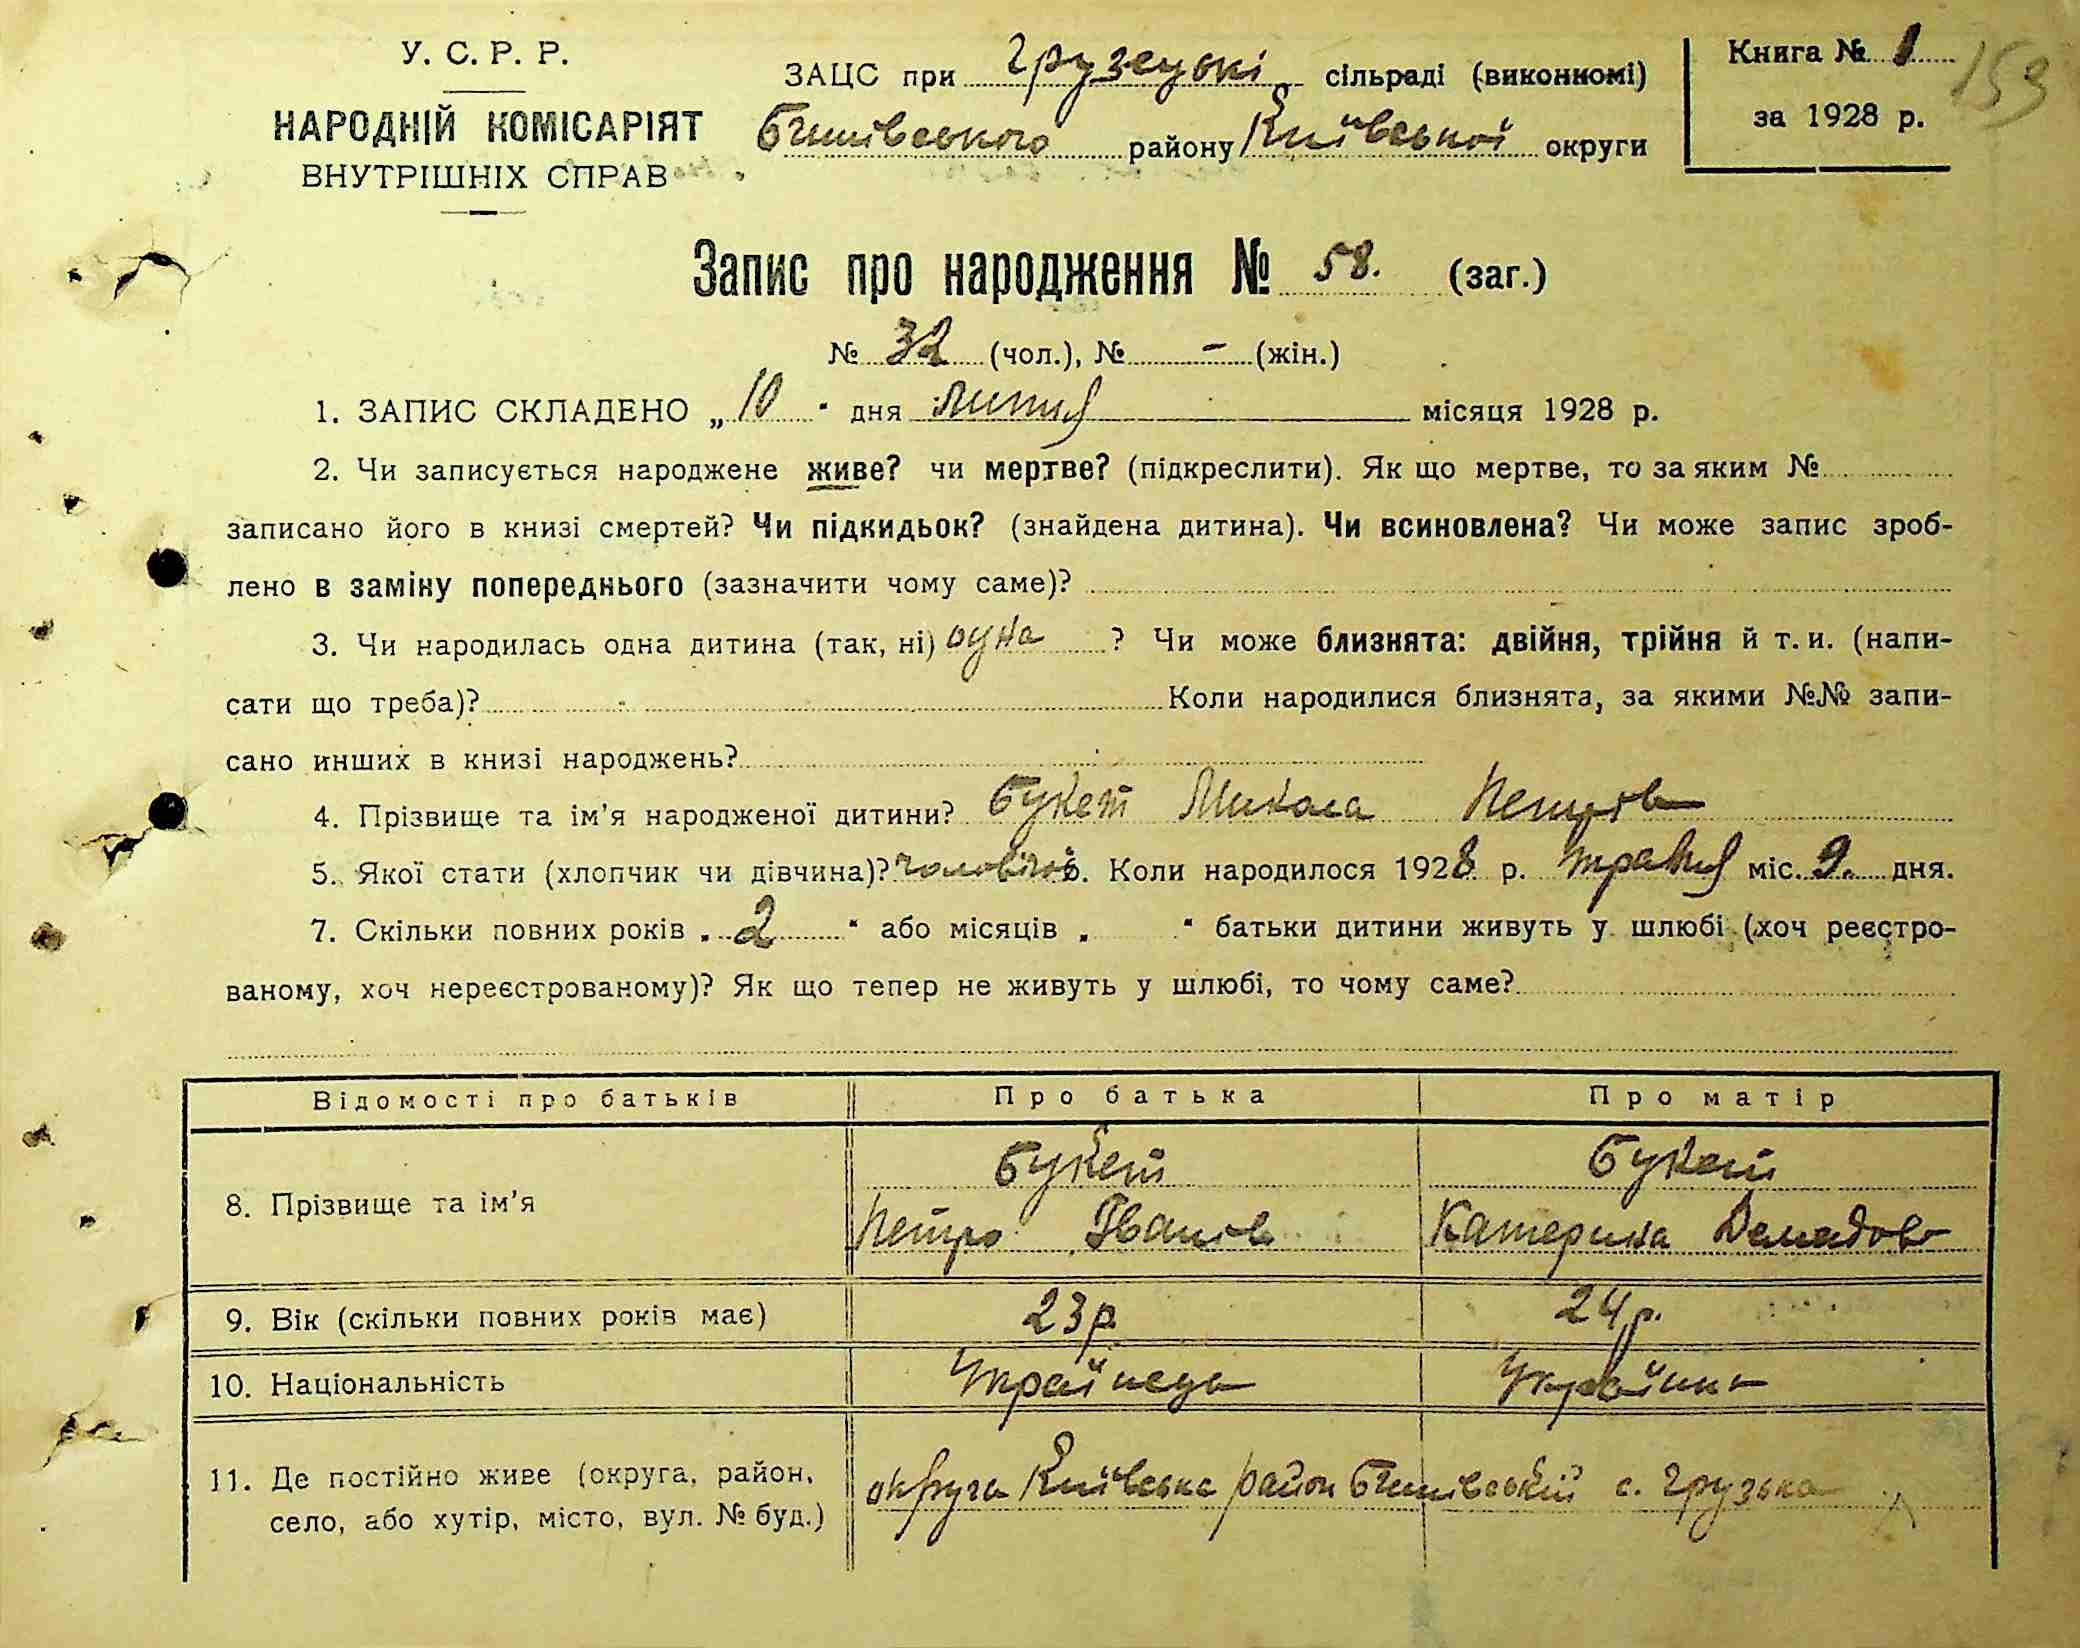 У. С. Р. Р.
НАРОДНІЙ КОМІСАРІЯТ
ВНУТРІШНІХ СПРАВ
ЗАЦС при Грузецькі сільраді (виконкомі)
Бишівського району Київської округи
Книга № 1
за 1928 р.
153
Запис про народження № 58. (заг.)
№ 32 (чол.), № - (жін.)
1. ЗАПИС СКЛАДЕНО „10" дня липня місяця 1928 р.
2. Чи записується народжене живе? чи мертве? (підкреслити). Як що мертве, то за яким №
записано його в книзі смертей? Чи підкидьок? (знайдена дитина). Чи всиновлена? Чи може запис зроб-
лено в заміну попереднього (зазначити чому саме)?
3. Чи народилась одна дитина (так, ні) одна ? Чи може близнята: двійня, трійня й т. и. (напи-
сати що треба)? Коли народилися близнята, за якими №№ запи-
сано инших в книзі народжень?
4. Прізвище та ім'я народженої дитини? Букет Микола Петров
5. Якої стати (хлопчик чи дівчина)? 6. Коли народилося 1928 р. травня міс. 9. дня.
7. Скільки повних років „2" або місяців „ " батьки дитини живуть у шлюбі (хоч реєстро-
ваному, хоч нереєстрованому)? Як що тепер не живуть у шлюбі, то чому саме?
Відомості про батьків Про батька Про матір
8. Прізвище та ім'я
Букет Букет
Петро Іванов Катерина
9. Вік (скільки повних років має) 23 р. 24 р.
10. Національність Українець Українка
11. Де постійно живе (округа, район,
село, або хутір, місто, вул. № буд.)
округа Київська район Бишівський с. Грузька